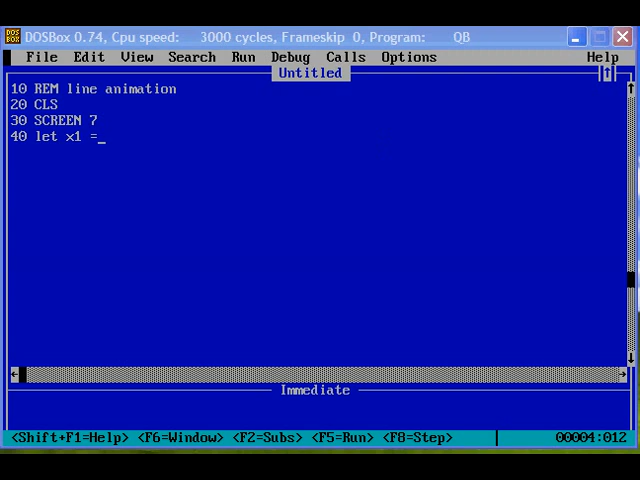 DOSBox 0.74, Cpu speed: 3000 cycles, Frameskip 0, Program: QB
File Edit View Search Run Debug Calls Options Help
Untitled
10 REM line animation
20 CLS
30 SCREEN 7
40 let x1 =_
Immediate
<Shift+F1=Help> <F6=Window> <F2=Subs> <F5=Run> <F8=Step> 00004:012